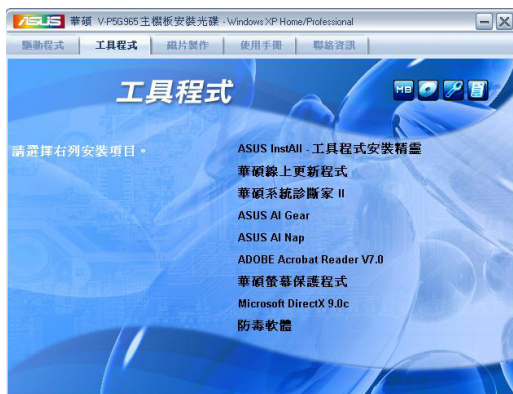 ASUS 華碩 V-P5G965 主機板安裝光碟 - Windows XP Home/Professional
驅動程式 工具程式 磁片製作 使用手冊 聯絡資訊
工具程式
MB
請選擇右列安裝項目。
ASUS InstAll - 工具程式安裝精靈
華碩線上更新程式
華碩系統診斷家 II
ASUS AI Gear
ASUS AI Nap
ADOBE Acrobat Reader V7.0
華碩螢幕保護程式
Microsoft DirectX 9.0c
防毒軟體